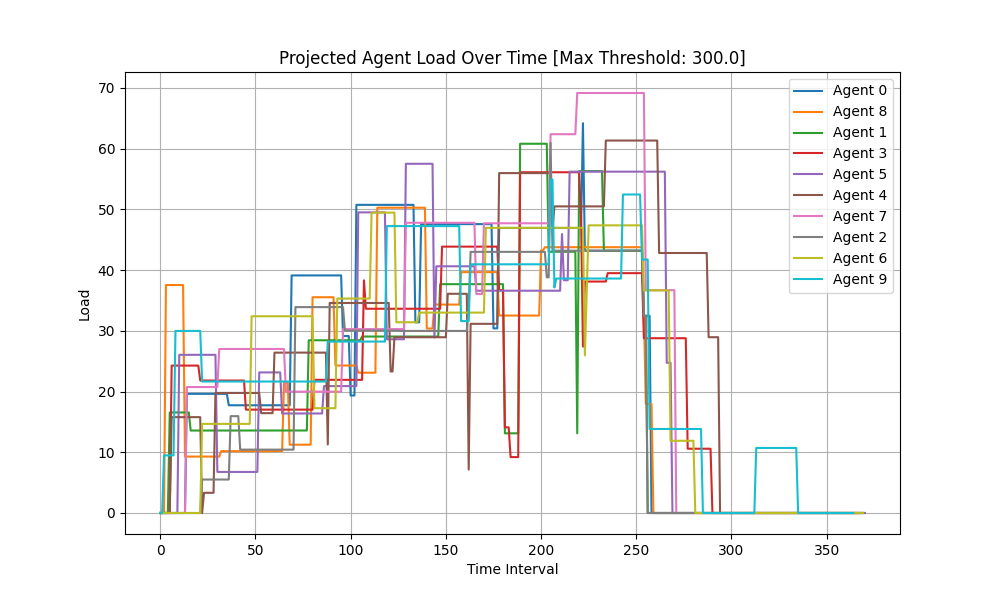 Projected Agent Load Over Time [Max Threshold: 300.0]
70
60
50
40
30
20
10
0
Load
0 50 100 150 200 250 300 350
Time Interval
Agent 0
Agent 8
Agent 1
Agent 3
Agent 5
Agent 4
Agent 7
Agent 2
Agent 6
Agent 9